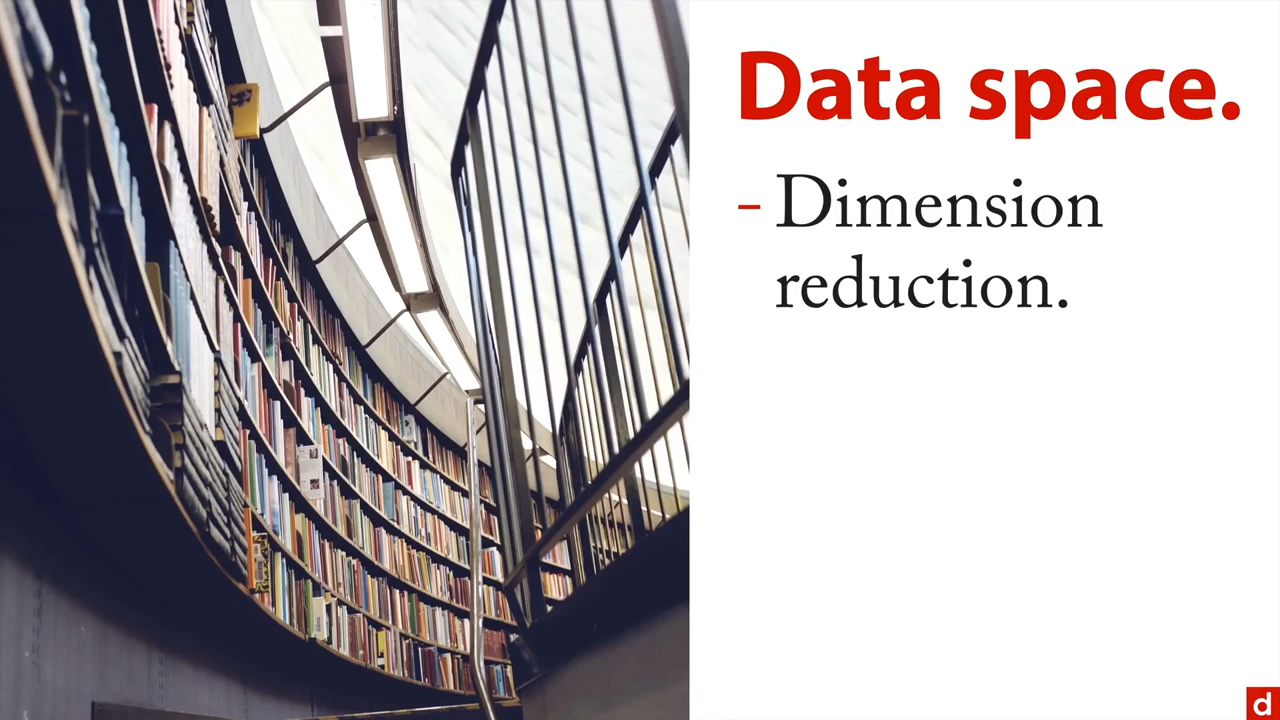 Data space.
- Dimension
reduction.
d